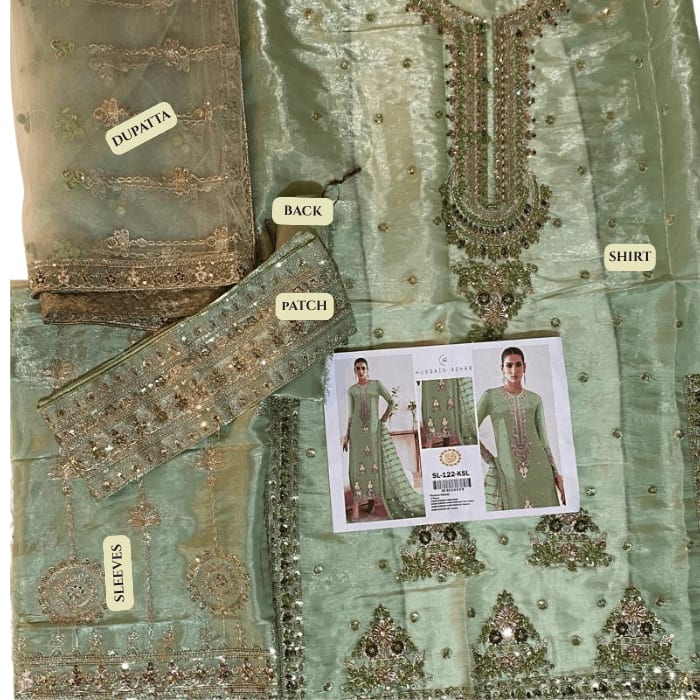 DUPATTA
BACK
SHIRT
PATCH
HUSSAIN REHAR
SL-122-KSL
SLEEVES